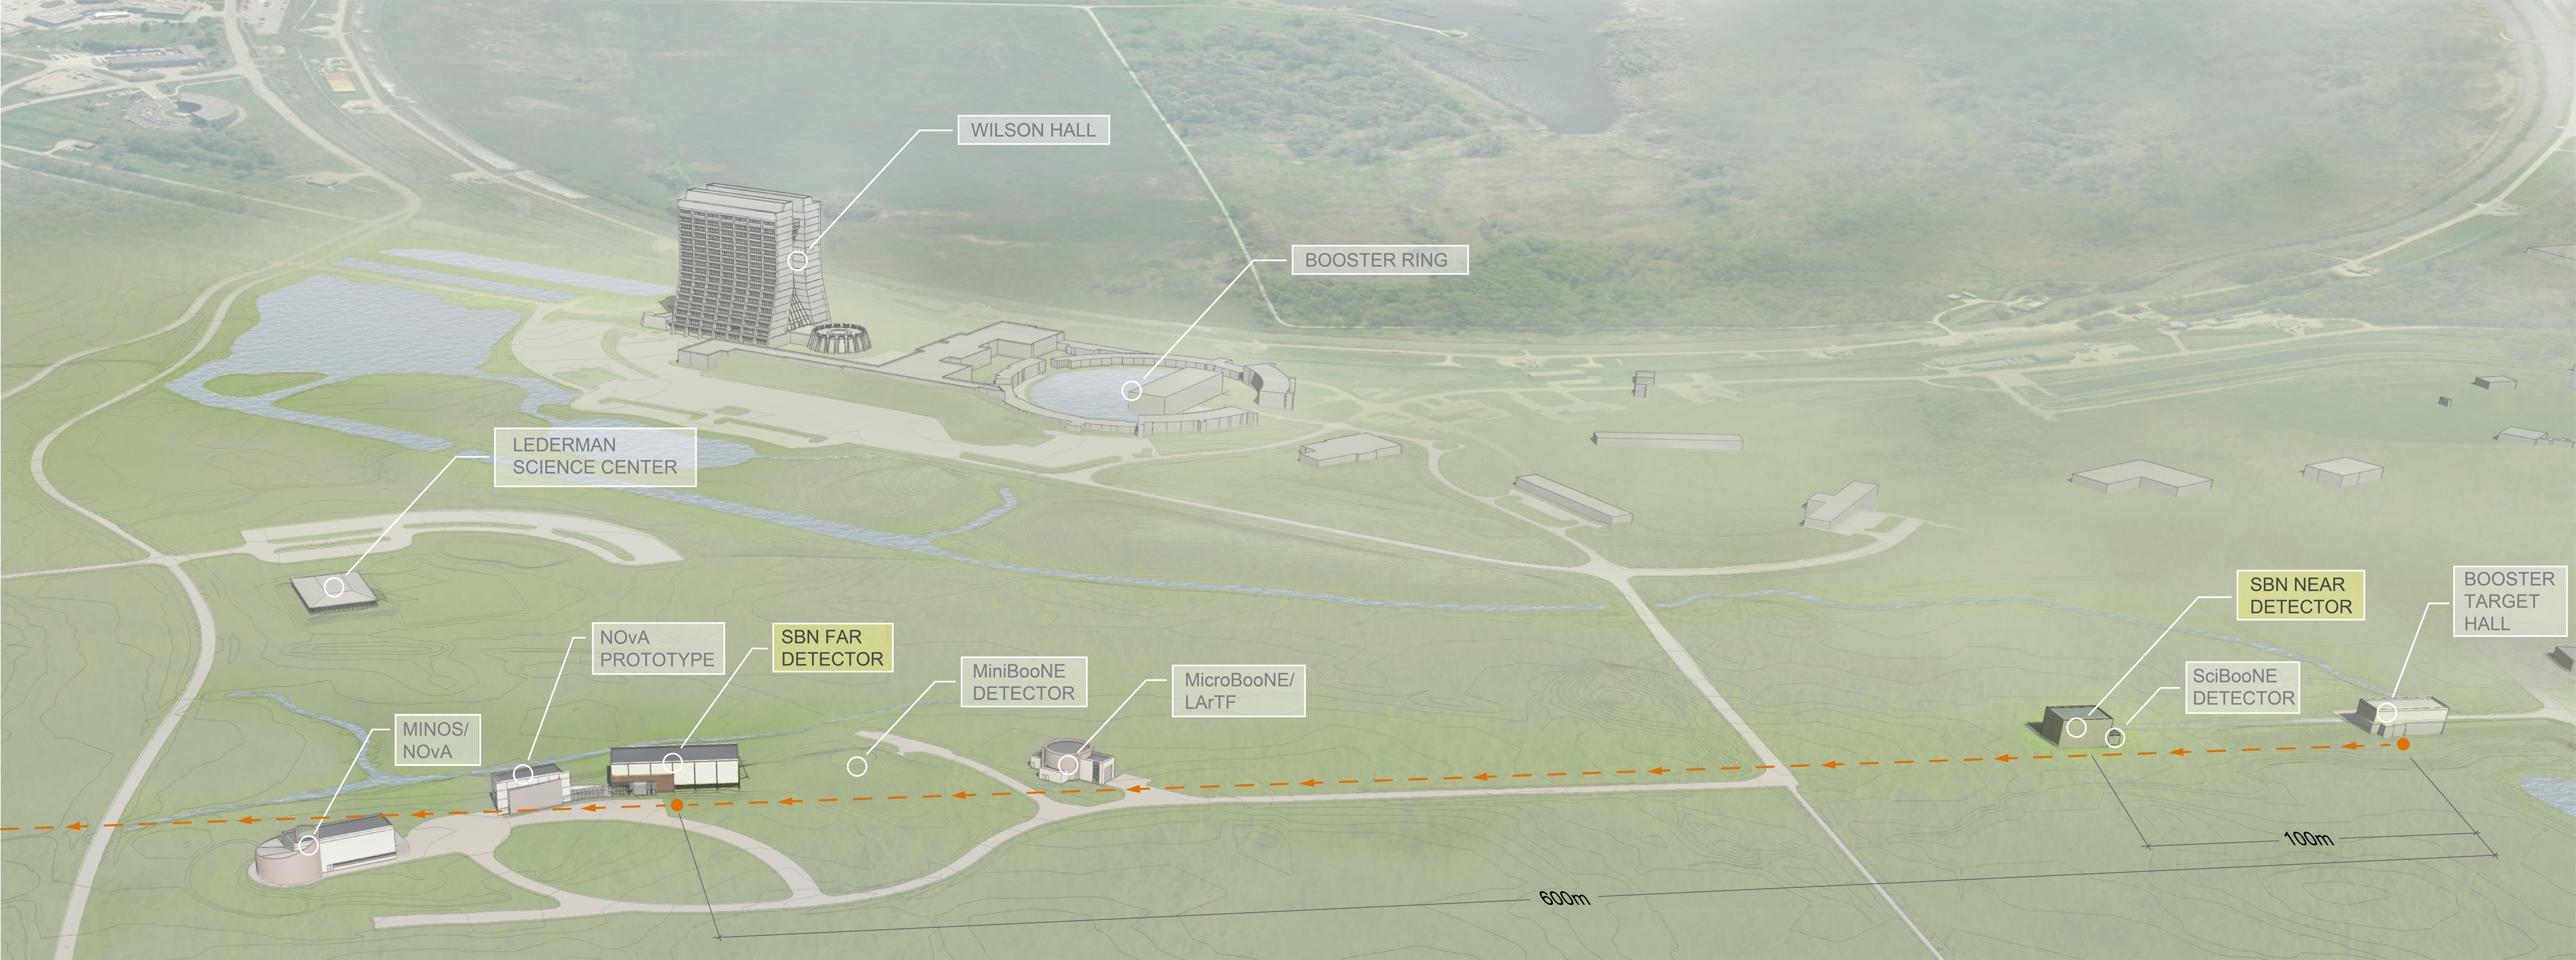 WILSON HALL
BOOSTER RING
LEDERMAN
SCIENCE CENTER
NOvA
PROTOTYPE
SBN FAR
DETECTOR
MiniBooNE
DETECTOR
MicroBooNE/
LArTF
MINOS/
NOvA
SBN NEAR
DETECTOR
BOOSTER
TARGET
HALL
SciBooNE
DETECTOR
100m
600m